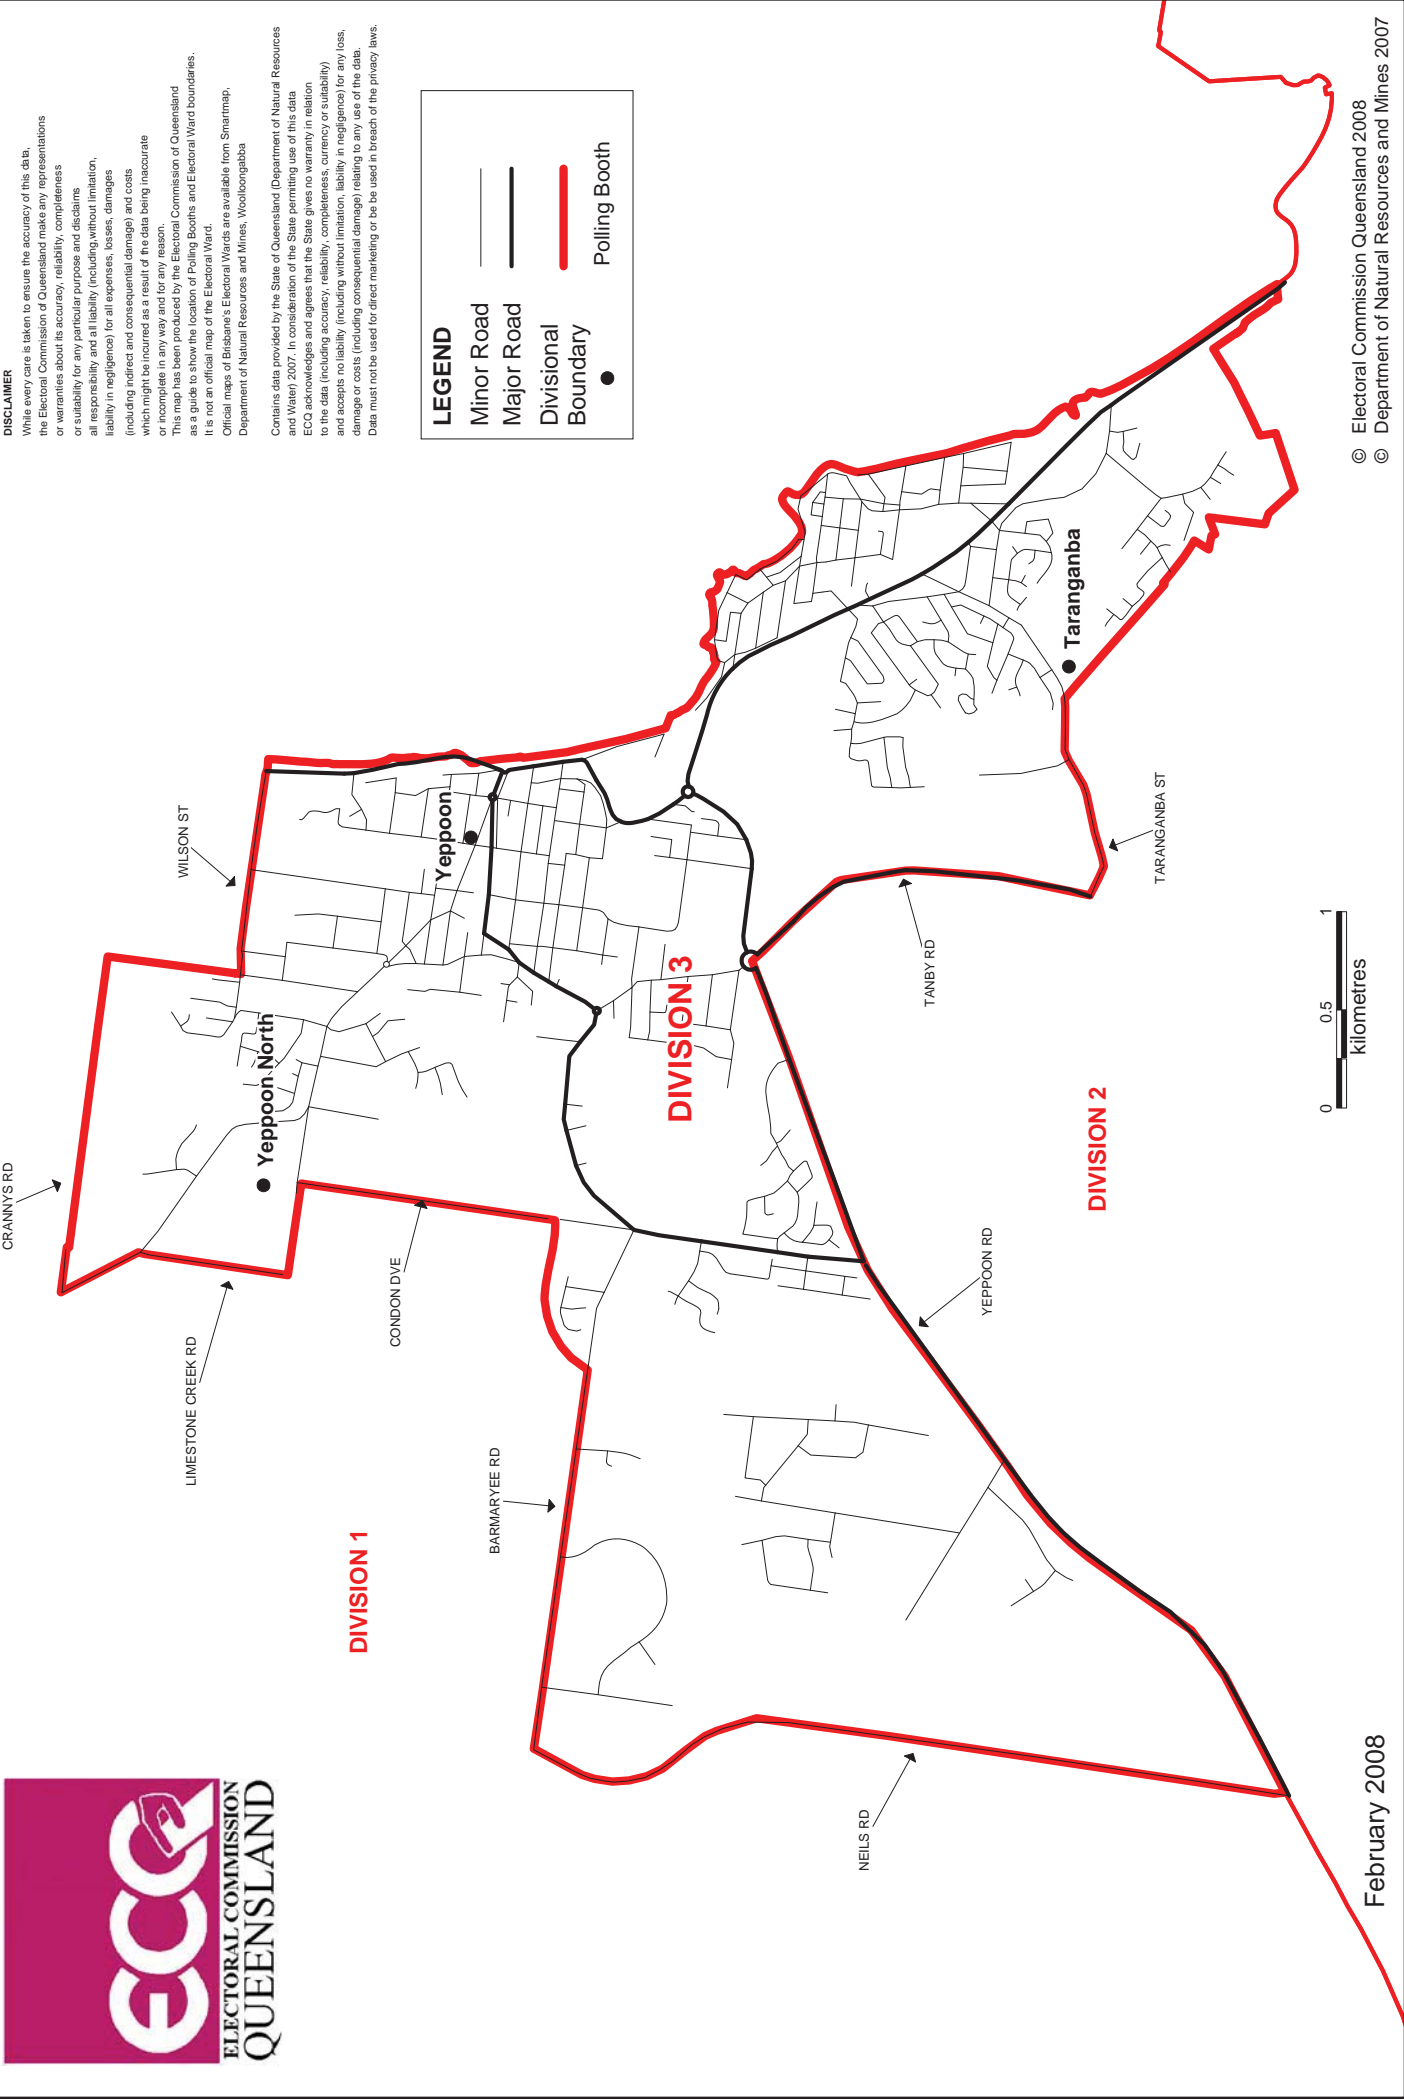 ECQ
ELECTORAL COMMISSION
QUEENSLAND
DISCLAIMER
While every care is taken to ensure the accuracy of this data,
the Electoral Commission of Queensland make any representations
or warranties about its accuracy, reliability, completeness
or suitability for any particular purpose and disclaims
all responsibility and all liability (including,without limitation,
liability in negligence) for all expenses, losses, damages
(including indirect and consequential damage) and costs
which might be incurred as a result of the data being inaccurate
or incomplete in any way and for any reason.
This map has been produced by the Electoral Commission of Queensland
as a guide to show the location of Polling Booths and Electoral Ward boundaries.
It is not an official map of the Electoral Ward.
Official maps of Brisbane's Electoral Wards are available from Smartmap,
Department of Natural Resources and Mines, Woolloongabba
Contains data provided by the State of Queensland (Department of Natural Resources
and Water) 2007. In consideration of the State permitting use of this data
ECQ acknowledges and agrees that the State gives no warranty in relation
to the data (including accuracy, reliability, completeness, currency or suitability)
and accepts no liability (including without limitation, liability in negligence) for any loss,
damage or costs (including consequential damage) relating to any use of the data.
Data must not be used for direct marketing or be be used in breach of the privacy laws.
LEGEND
Minor Road
Major Road
Divisional
Boundary
Polling Booth
CRANNYS RD
WILSON ST
LIMESTONE CREEK RD
Yeppoon North
CONDON DVE
Yeppoon
DIVISION 1
BARMARYEE RD
DIVISION 3
NEILS RD
TANBY RD
YEPPOON RD
Taranganba
DIVISION 2
TARANGANBA ST
0 0.5 1
kilometres
February 2008
© Electoral Commission Queensland 2008
© Department of Natural Resources and Mines 2007